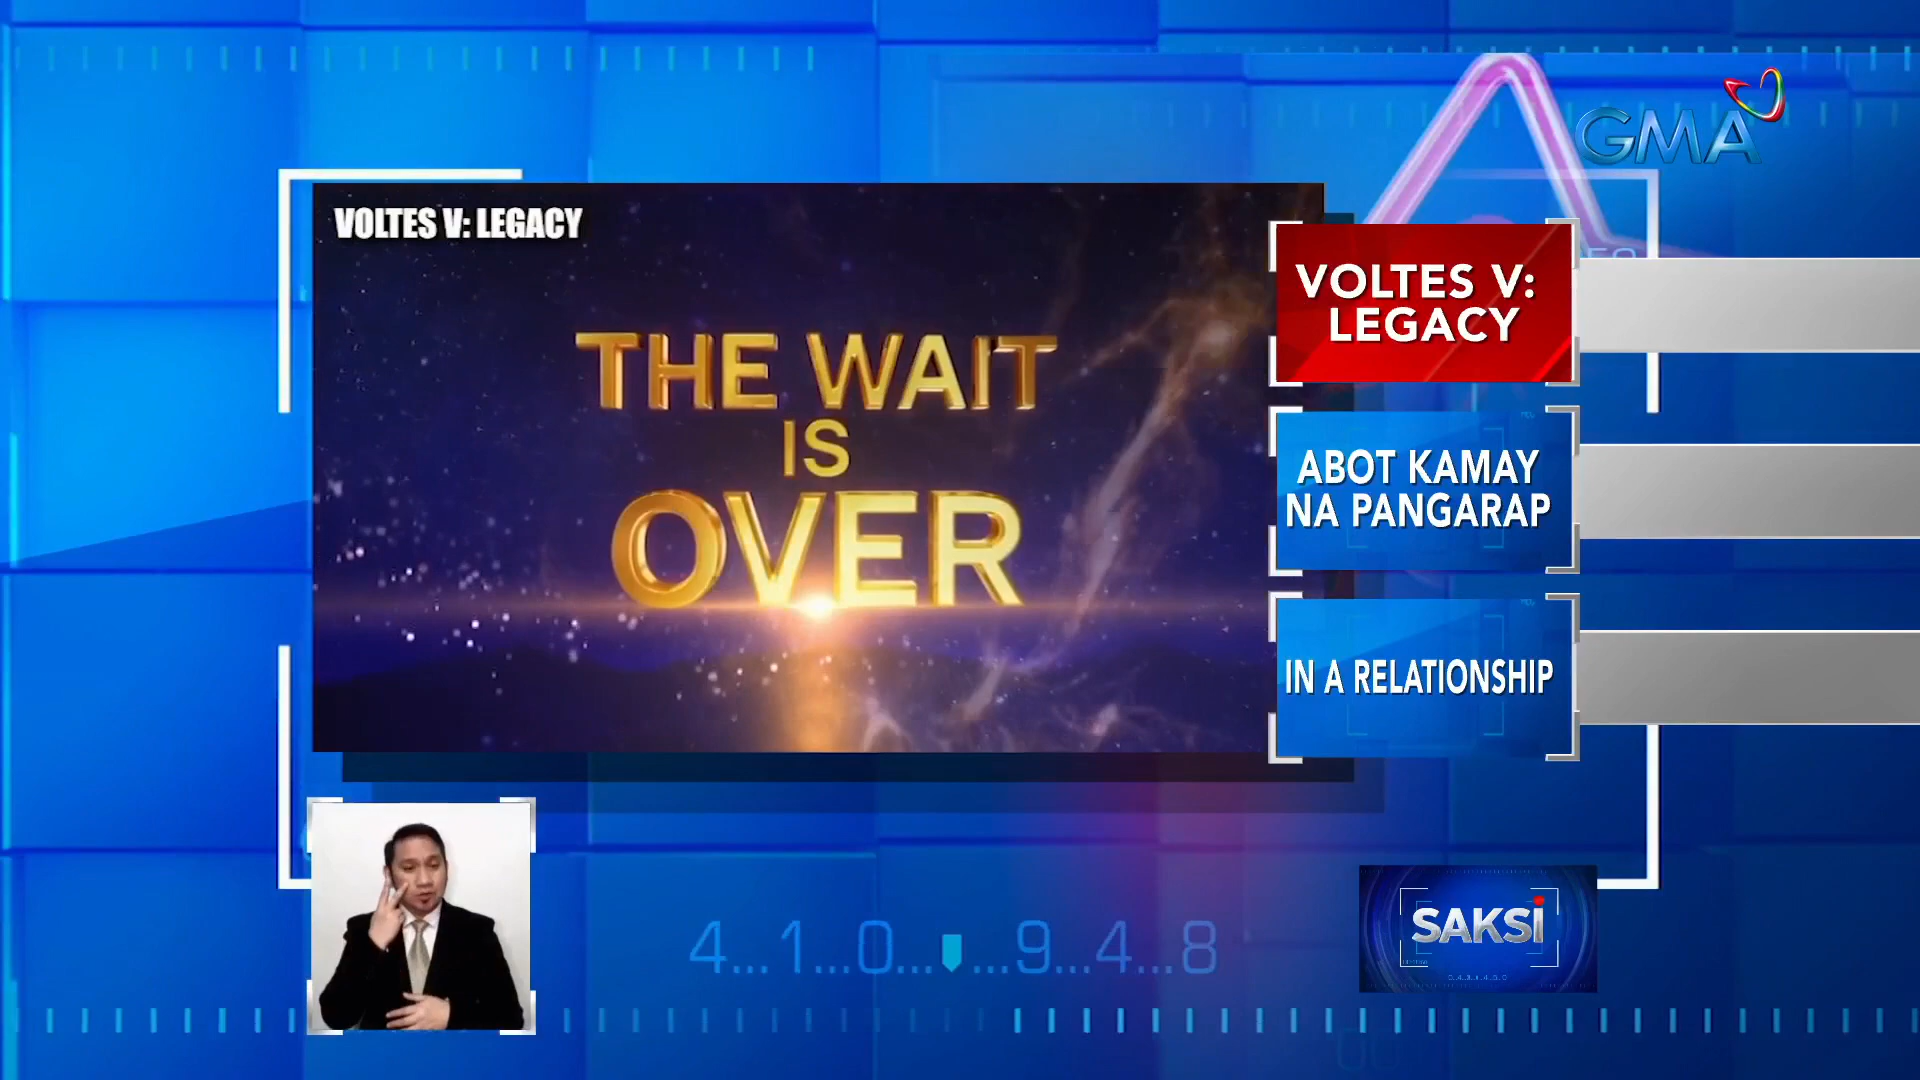 GMA
VOLTES V: LEGACY
THE WAIT
IS
OVER
VOLTES V:
LEGACY
ABOT KAMAY
NA PANGARAP
IN A RELATIONSHIP
SAKSI
4...1...0... ...9...4...8